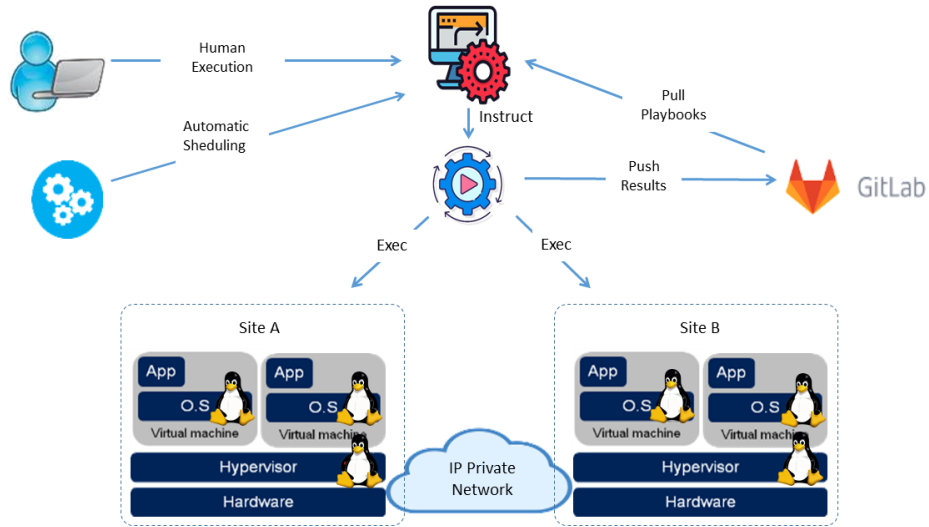 Human
Execution
Automatic
Sheduling
Instruct
Pull
Playbooks
Push
Results
GitLab
Exec
Exec
Site A
App
App
O.S
O.S
Virtual machine
Virtual machine
Hypervisor
Hardware
IP Private
Network
Site B
App
App
O.S
O.S
Virtual machine
Virtual machine
Hypervisor
Hardware